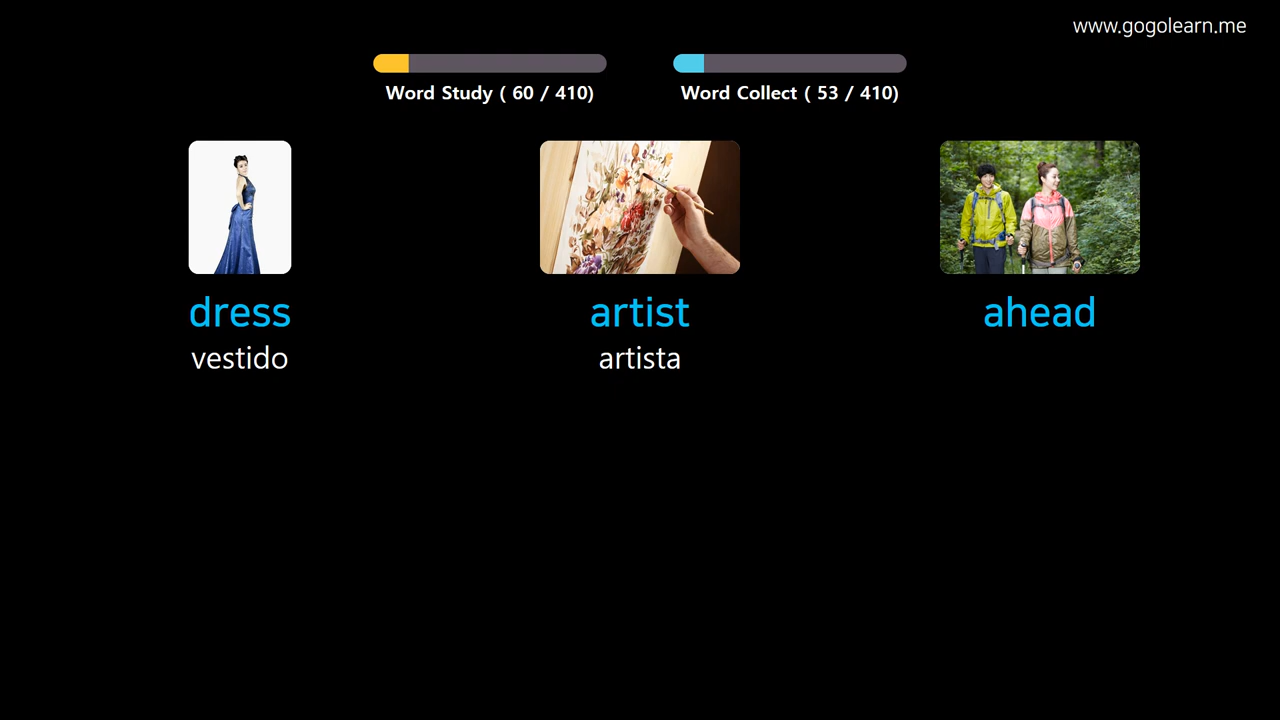 www.gogolearn.me
Word Study ( 60 / 410)
Word Collect ( 53 / 410)
dress
vestido
artist
artista
ahead